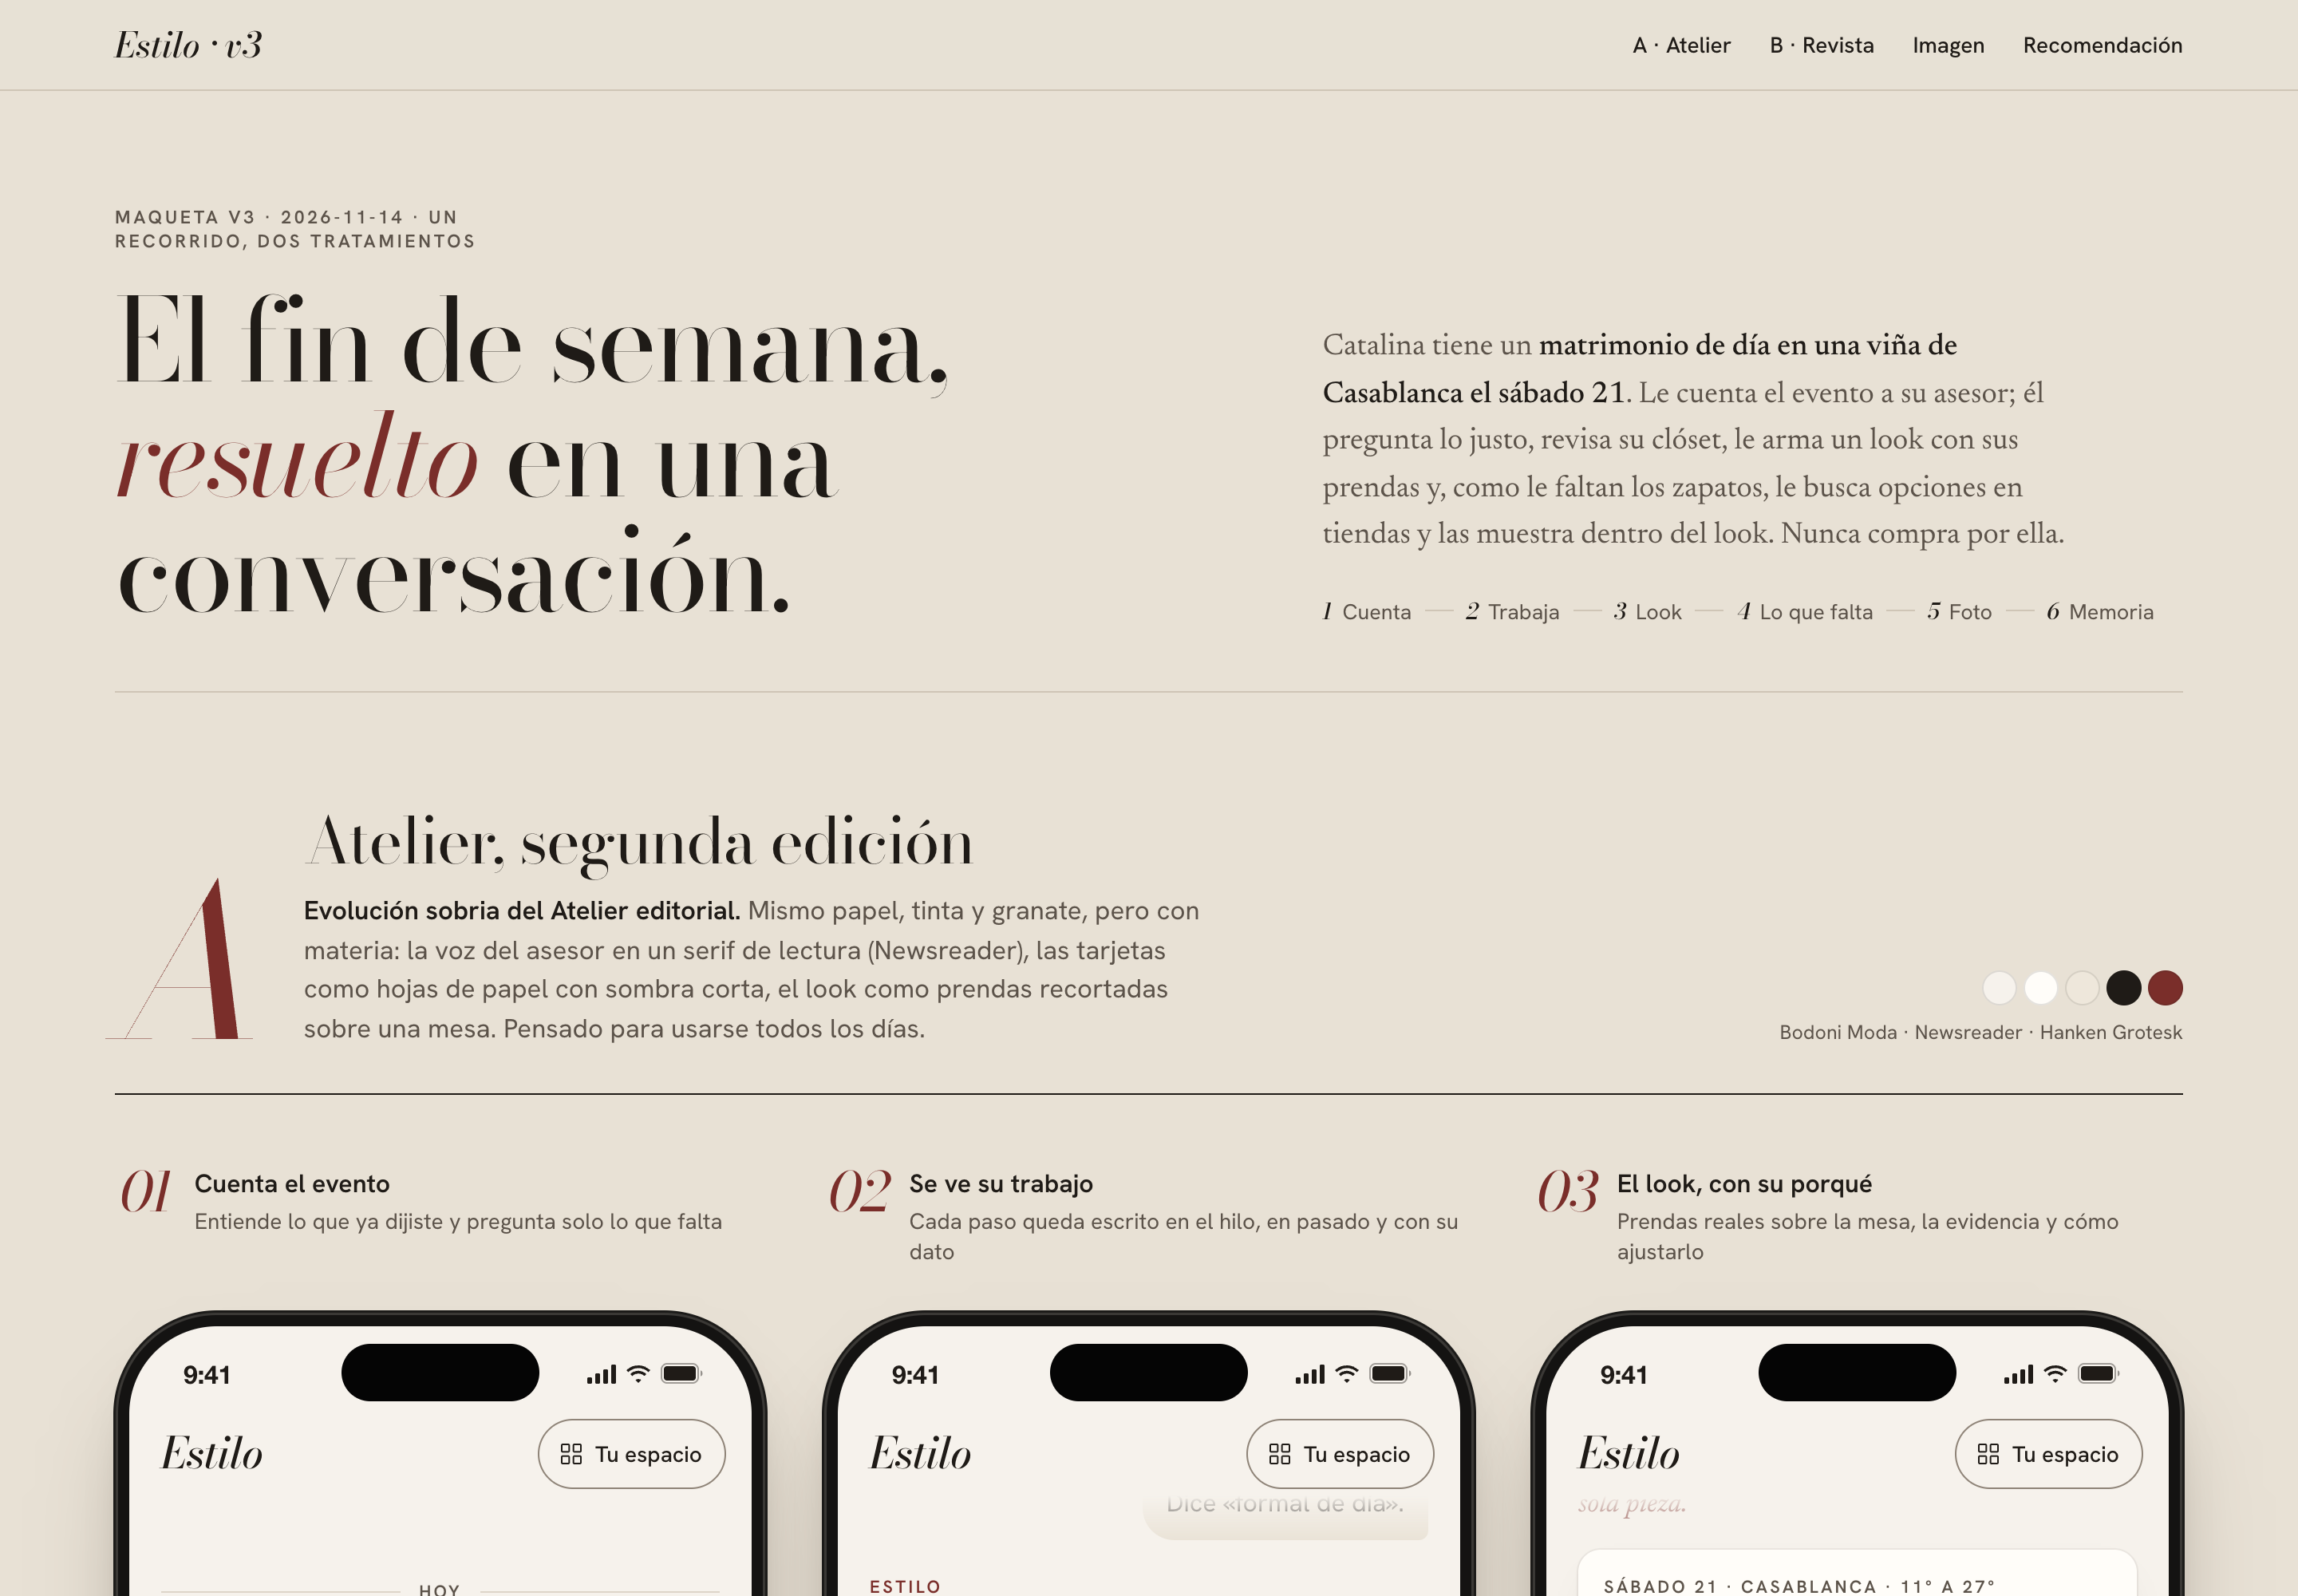 Estilo · v3
A · Atelier
B · Revista
Imagen
Recomendación
MAQUETA V3 · 2026-11-14 · UN
RECORRIDO, DOS TRATAMIENTOS
El fin de semana,
resuelto en una
conversación.
Catalina tiene un matrimonio de día en una viña de
Casablanca el sábado 21. Le cuenta el evento a su asesor; él
pregunta lo justo, revisa su clóset, le arma un look con sus
prendas y, como le faltan los zapatos, le busca opciones en
tiendas y las muestra dentro del look. Nunca compra por ella.
1 Cuenta — 2 Trabaja — 3 Look — 4 Lo que falta — 5 Foto — 6 Memoria
A
Atelier, segunda edición
Evolución sobria del Atelier editorial. Mismo papel, tinta y granate, pero con
materia: la voz del asesor en un serif de lectura (Newsreader), las tarjetas
como hojas de papel con sombra corta, el look como prendas recortadas
sobre una mesa. Pensado para usarse todos los días.
Bodoni Moda · Newsreader · Hanken Grotesk
01
Cuenta el evento
Entiende lo que ya dijiste y pregunta solo lo que falta
02
Se ve su trabajo
Cada paso queda escrito en el hilo, en pasado y con su
dato
03
El look, con su porqué
Prendas reales sobre la mesa, la evidencia y cómo
ajustarlo
9:41
Estilo
Tu espacio
HOY
9:41
Estilo
Tu espacio
Dice «formal de día».
ESTILO
9:41
Estilo
Tu espacio
sola pieza.
SÁBADO 21 · CASABLANCA · 11° A 27°